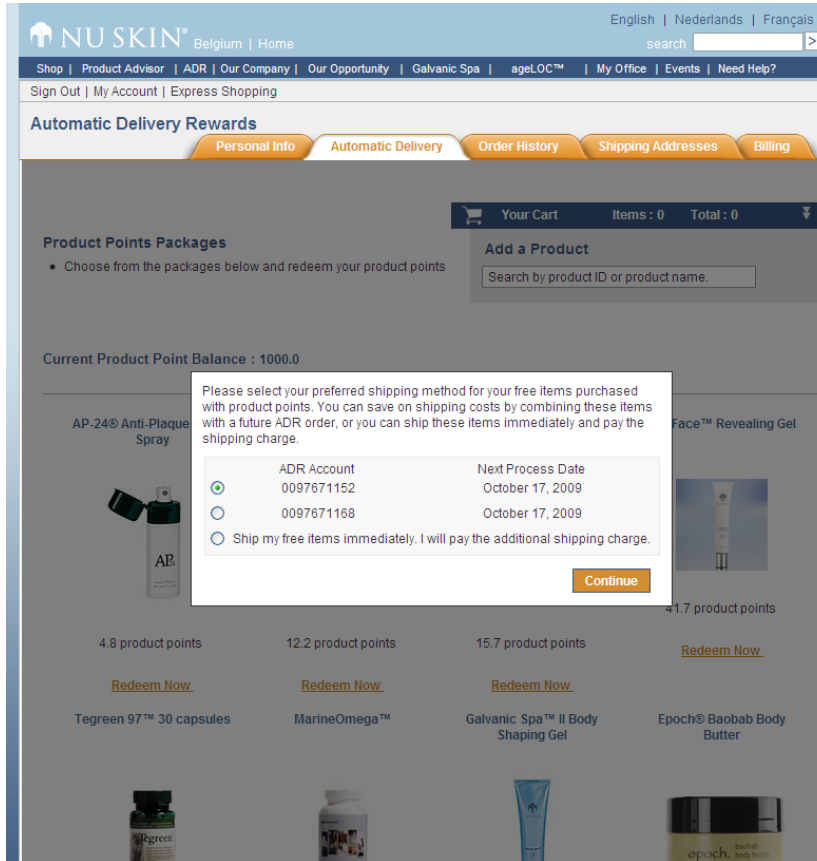 English | Nederlands | Français
NU SKIN® Belgium | Home
search
>
Shop | Product Advisor | ADR | Our Company | Our Opportunity | Galvanic Spa | ageLOC™ | My Office | Events | Need Help?
Sign Out | My Account | Express Shopping
Automatic Delivery Rewards
Personal Info Automatic Delivery Order History Shipping Addresses Billing
Your Cart Items : 0 Total : 0
Product Points Packages
• Choose from the packages below and redeem your product points
Add a Product
Search by product ID or product name.
Current Product Point Balance : 1000.0
Please select your preferred shipping method for your free items purchased
with product points. You can save on shipping costs by combining these items
with a future ADR order, or you can ship these items immediately and pay the
shipping charge.
ADR Account Next Process Date
0097671152 October 17, 2009
0097671168 October 17, 2009
Ship my free items immediately. I will pay the additional shipping charge.
Continue
AP-24® Anti-Plaque
Spray
Face™ Revealing Gel
AP
4.8 product points 12.2 product points 15.7 product points 41.7 product points
Redeem Now Redeem Now Redeem Now Redeem Now
Tegreen 97™ 30 capsules
MarineOmega™
Galvanic Spa™ II Body
Shaping Gel
Epoch® Baobab Body
Butter
Tegreen
epoch. baobab
body butter